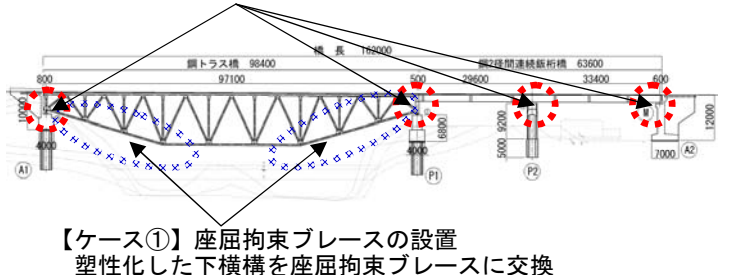 橋 長 162000
鋼トラス橋 98400 鋼2径間連続鈑桁橋 63600
800 97100 500 29600 33400 600
10000 6800 9200 12000
4000 4000 5000 7000
A1 P1 P2 A2
M
【ケース①】座屈拘束ブレースの設置
塑性化した下横構を座屈拘束ブレースに交換